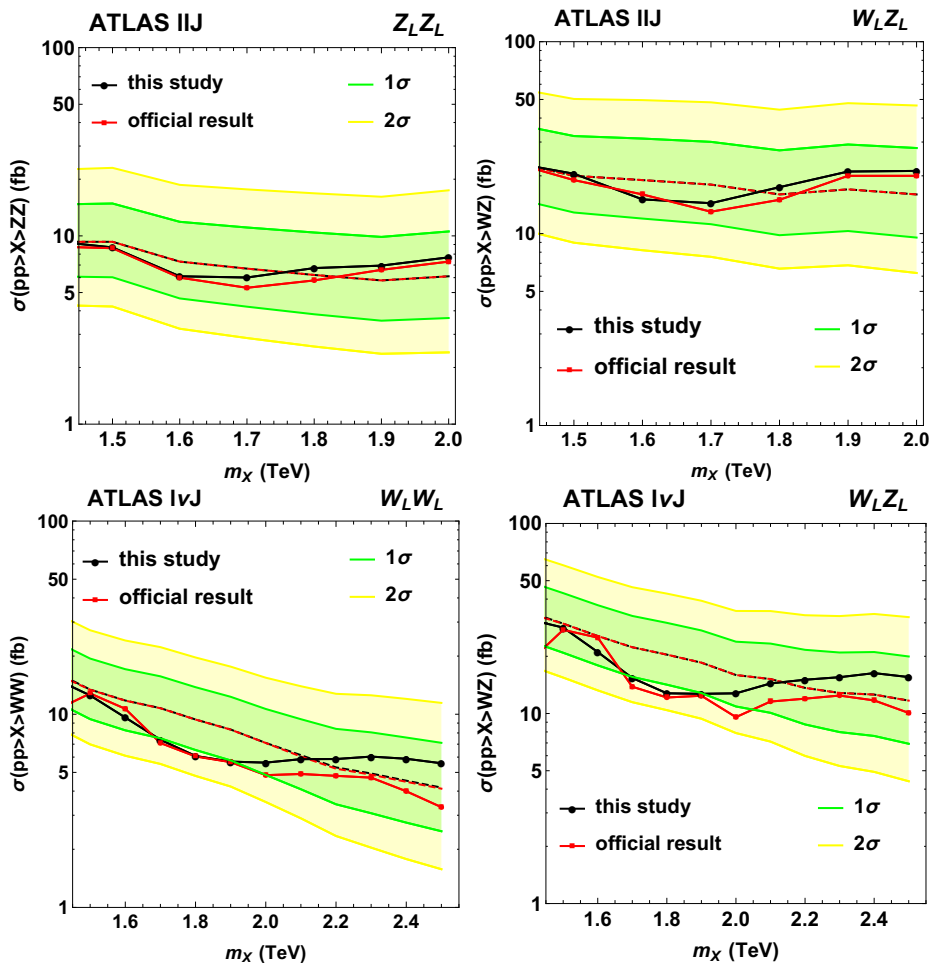 ATLAS llJ Z_LZ_L
100
this study 1σ
50
official result 2σ
10
5
1
σ(pp>X>ZZ) (fb)
1.5 1.6 1.7 1.8 1.9 2.0
m_X (TeV)
ATLAS llJ W_LZ_L
100
50
10
5
this study 1σ
official result 2σ
1
σ(pp>X>WZ) (fb)
1.5 1.6 1.7 1.8 1.9 2.0
m_X (TeV)
ATLAS lνJ W_LW_L
100
this study 1σ
50
official result 2σ
10
5
1
σ(pp>X>WW) (fb)
1.6 1.8 2.0 2.2 2.4
m_X (TeV)
ATLAS lνJ W_LZ_L
100
50
10
5
this study 1σ
official result 2σ
1
σ(pp>X>WZ) (fb)
1.6 1.8 2.0 2.2 2.4
m_X (TeV)